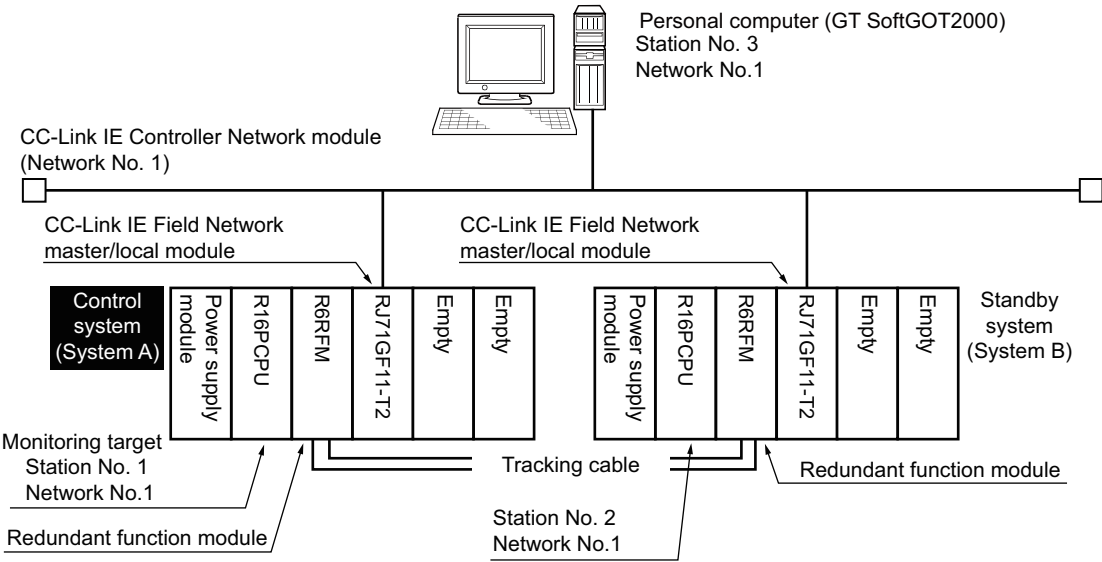 Personal computer (GT SoftGOT2000)
Station No. 3
Network No.1
CC-Link IE Controller Network module
(Network No. 1)
CC-Link IE Field Network
master/local module
CC-Link IE Field Network
master/local module
Control
system
(System A)
Power supply
module
R16PCPU
R6RFM
RJ71GF11-T2
Empty
Empty
Power supply
module
R16PCPU
R6RFM
RJ71GF11-T2
Empty
Empty
Standby
system
(System B)
Monitoring target
Station No. 1
Network No.1
Tracking cable
Redundant function module
Station No. 2
Network No.1
Redundant function module